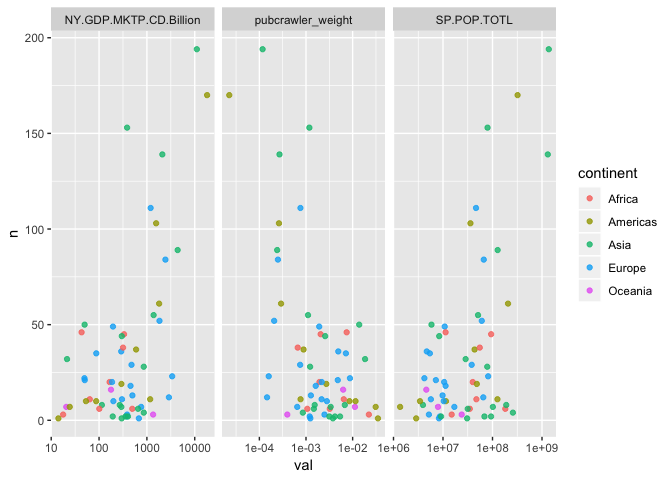 NY.GDP.MKTP.CD.Billion pubcrawler_weight SP.POP.TOTL
200
150
100
50
0
n
10 100 1000 10000 1e-04 1e-03 1e-02 1e+06 1e+07 1e+08 1e+09
val
continent
Africa
Americas
Asia
Europe
Oceania